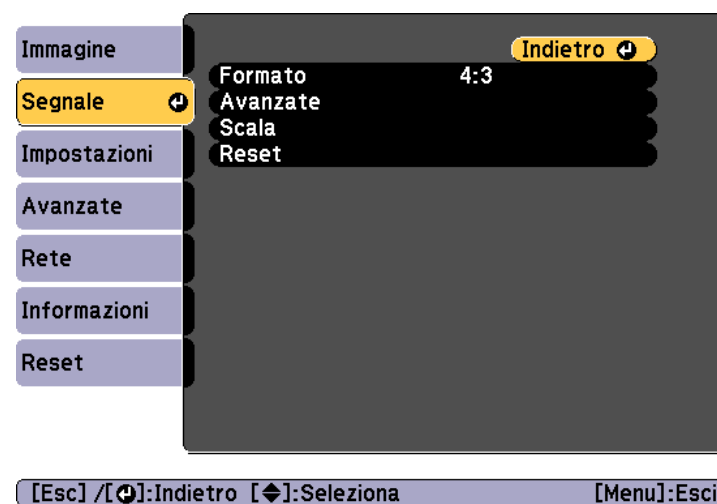 Immagine
Segnale
Impostazioni
Avanzate
Rete
Informazioni
Reset
Indietro
Formato 4:3
Avanzate
Scala
Reset
[Esc] /[ ]:Indietro [ ]:Seleziona [Menu]:Esci